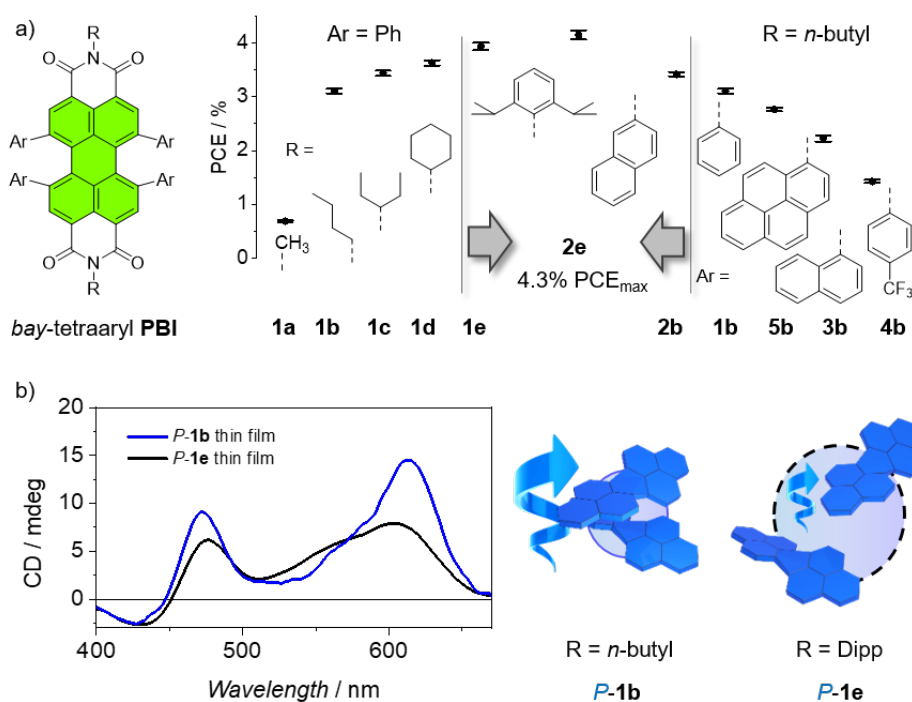 a)
R
N
O
O
Ar
Ar
Ar
Ar
O
O
N
R
bay-tetraaryl PBI
PCE / %
4
3
2
1
0
Ar = Ph
R = n-butyl
R =
CH3
2e
4.3% PCEmax
Ar =
CF3
1a
1b
1c
1d
1e
2b
1b
5b
3b
4b
b)
CD / mdeg
20
15
10
5
0
P-1b thin film
P-1e thin film
400
500
600
Wavelength / nm
R = n-butyl
P-1b
R = Dipp
P-1e